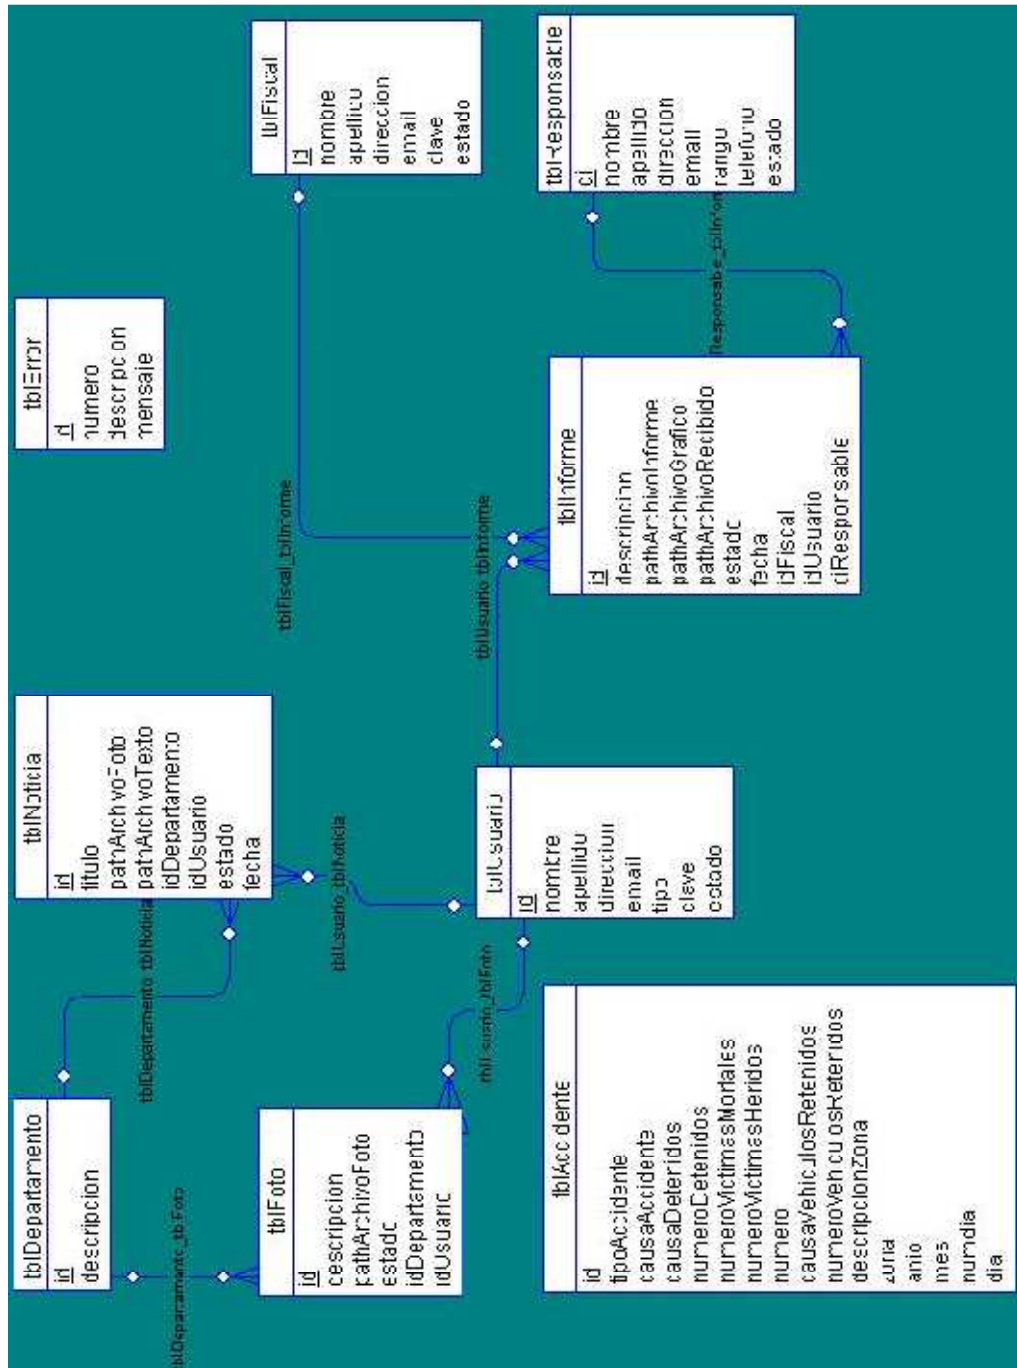 tblDepartamento
id
descripcion
tblDepartamento_tblFoto
tblFoto
id
descripcion
pathArchivoFoto
estado
idDepartamento
idUsuario
tblDepartamento_tblNoticia
tblNoticia
id
titulo
pathArchivoFoto
pathArchivoTexto
idDepartamento
idUsuario
estado
fecha
tblUsuario_tblNoticia
tblUsuario_tblFoto
tblUsuario
id
nombre
apellido
direccion
email
tipo
clave
estado
tblAccidente
id
tipoAccidente
causaAccidente
causaDetenidos
numeroDetenidos
numeroVictimasMortales
numeroVictimasHeridos
numero
causaVehiculosRetenidos
numeroVehiculosRetenidos
descripcionZona
zona
anio
mes
numdia
dia
tblError
id
numero
descripcion
mensaje
tblFiscal_tblInforme
tblUsuario_tblInforme
tblFiscal
id
nombre
apellido
direccion
email
clave
estado
tblInforme
id
descripcion
pathArchivoInforme
pathArchivoGrafico
pathArchivoRecibido
estado
fecha
idFiscal
idUsuario
ciResponsable
Responsable_tblInfor
tblResponsable
ci
nombre
apellido
direccion
email
rango
telefono
estado